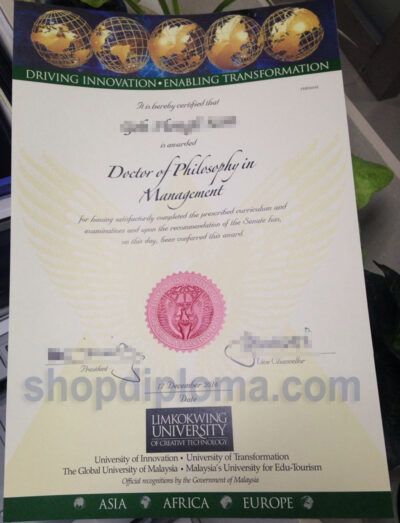 DRIVING INNOVATION • ENABLING TRANSFORMATION
It is hereby certified that
is awarded
Doctor of Philosophy in
Management
for having satisfactorily completed the prescribed curriculum and
examinations and upon the recommendation of the Senate has,
on this day, been conferred this award.
President
Vice Chancellor
shopdiploma.com
17 December 2016
Date
LIMKOKWING
UNIVERSITY
OF CREATIVE TECHNOLOGY
University of Innovation • University of Transformation
The Global University of Malaysia • Malaysia's University for Edu-Tourism
Official recognitions by the Government of Malaysia
ASIA AFRICA EUROPE